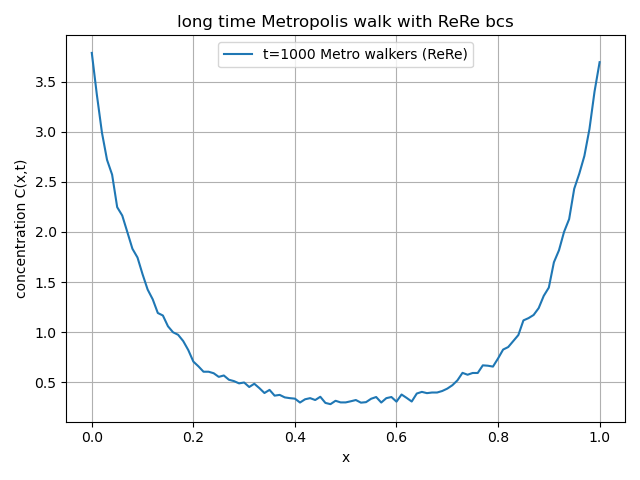 long time Metropolis walk with ReRe bcs
t=1000 Metro walkers (ReRe)
concentration C(x,t)
3.5
3.0
2.5
2.0
1.5
1.0
0.5
0.0 0.2 0.4 0.6 0.8 1.0
x